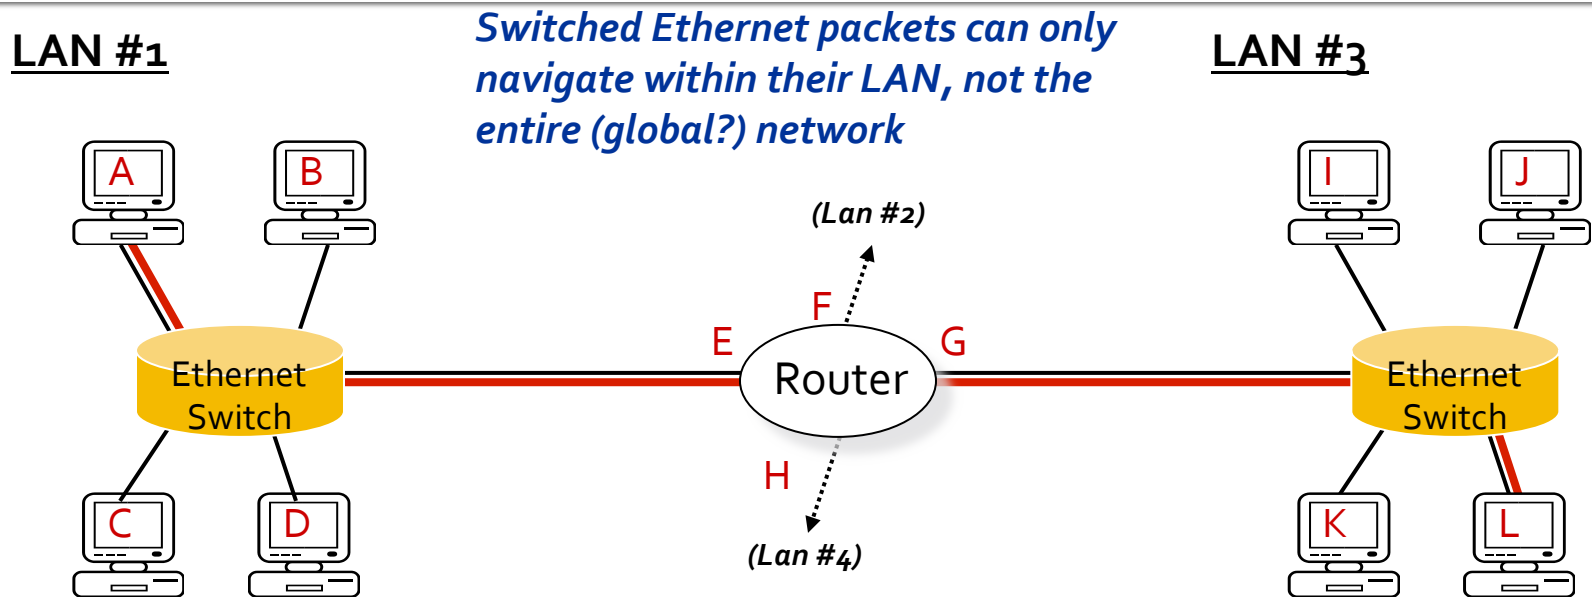 LAN #1
Switched Ethernet packets can only
navigate within their LAN, not the
entire (global?) network
LAN #3
A
B
I
J
(Lan #2)
F
E
G
Ethernet
Switch
Router
Ethernet
Switch
H
C
D
K
L
(Lan #4)